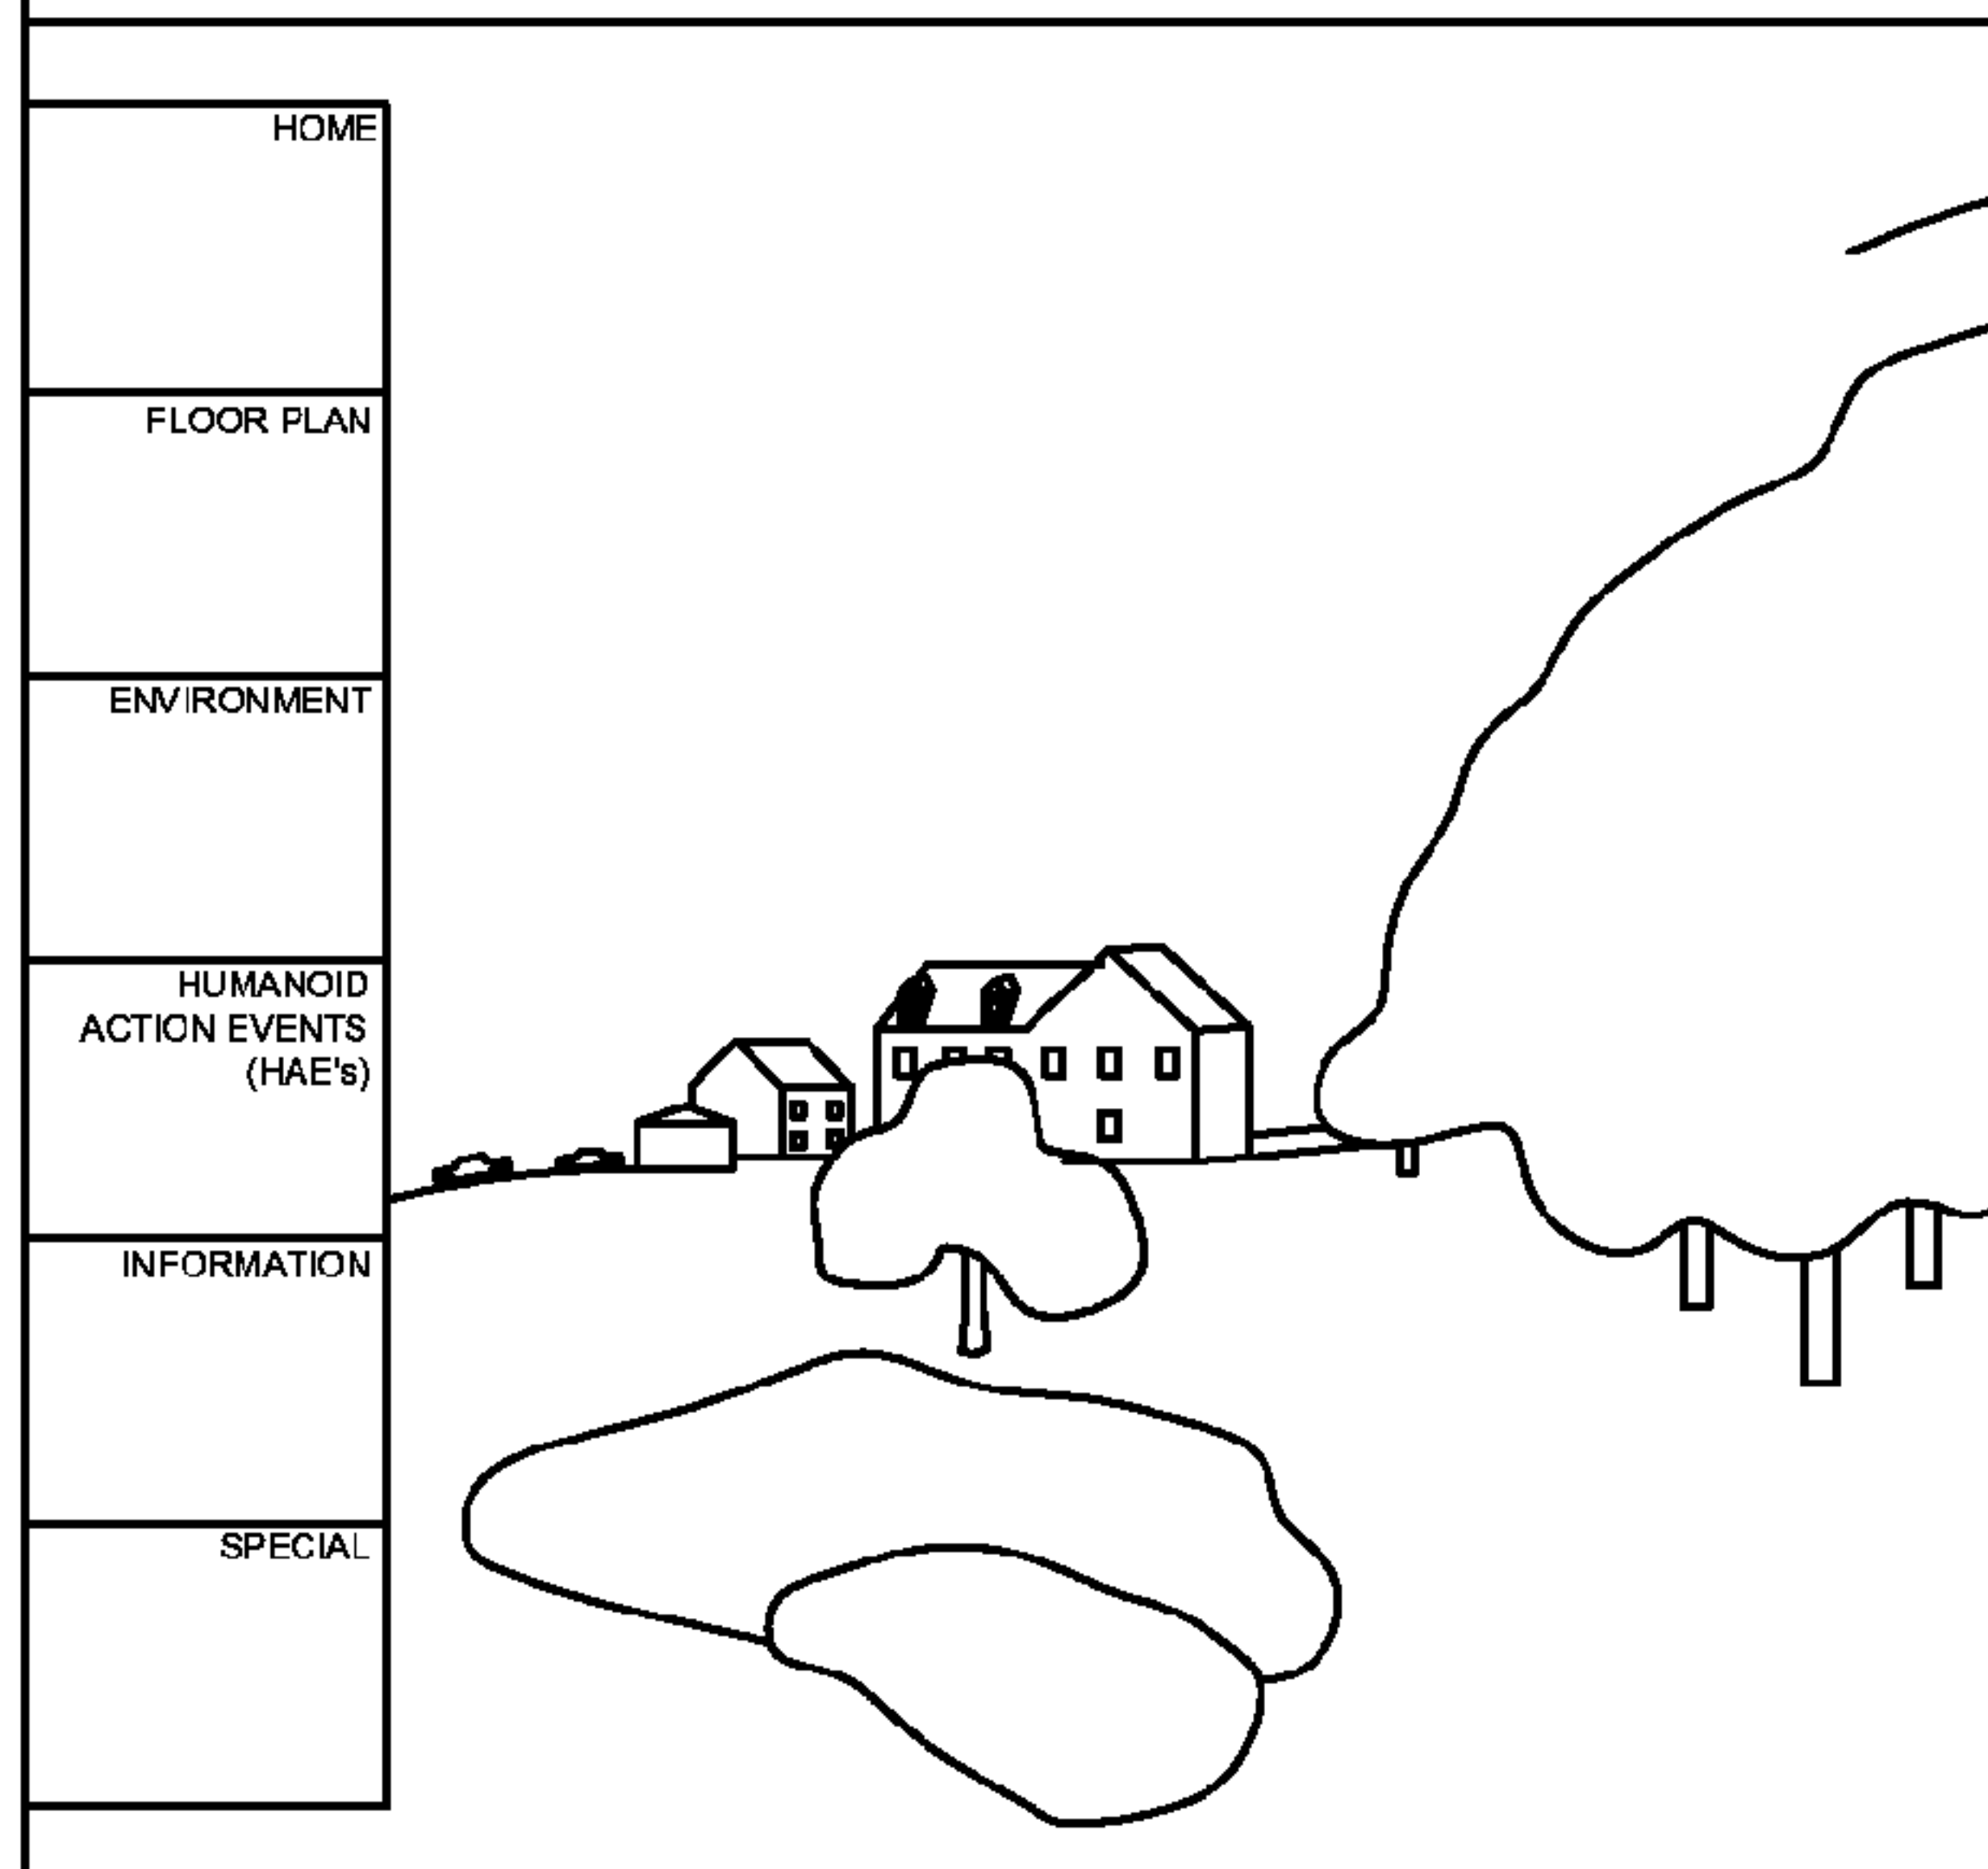 HOME
FLOOR PLAN
ENVIRONMENT
HUMANOID
ACTION EVENTS
(HAE's)
INFORMATION
SPECIAL